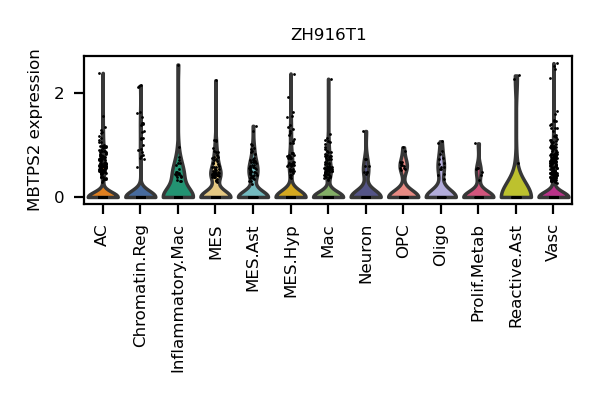 ZH916T1
MBTPS2 expression
2
0
AC
Chromatin.Reg
Inflammatory.Mac
MES
MES.Ast
MES.Hyp
Mac
Neuron
OPC
Oligo
Prolif.Metab
Reactive.Ast
Vasc